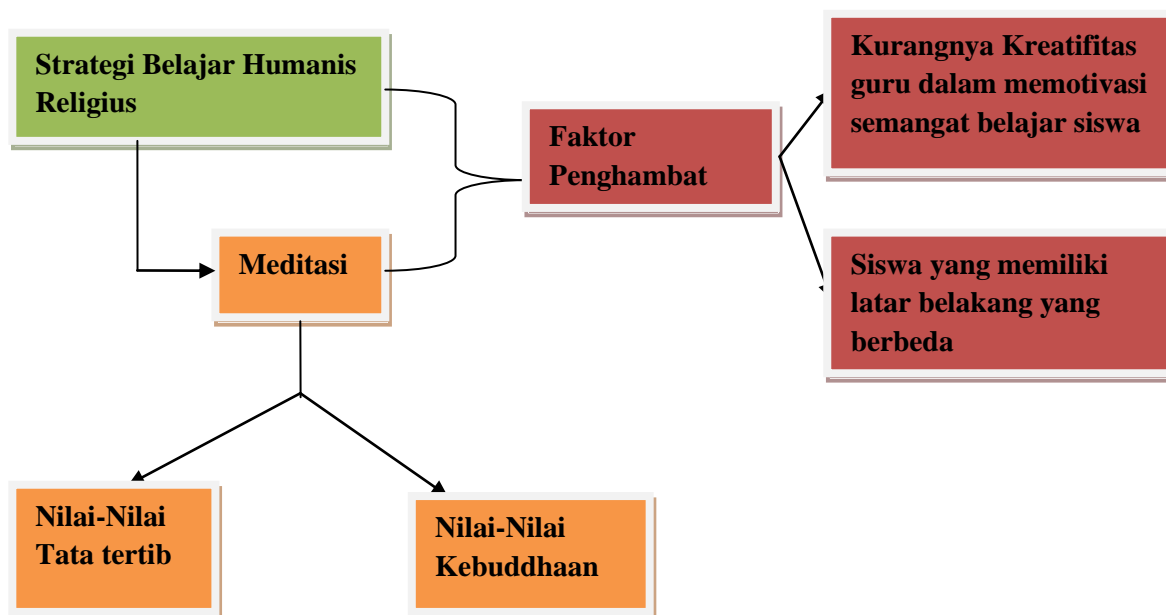 Strategi Belajar Humanis
Religius
Meditasi
Nilai-Nilai
Tata tertib
Nilai-Nilai
Kebuddhaan
Faktor
Penghambat
Kurangnya Kreatifitas
guru dalam memotivasi
semangat belajar siswa
Siswa yang memiliki
latar belakang yang
berbeda